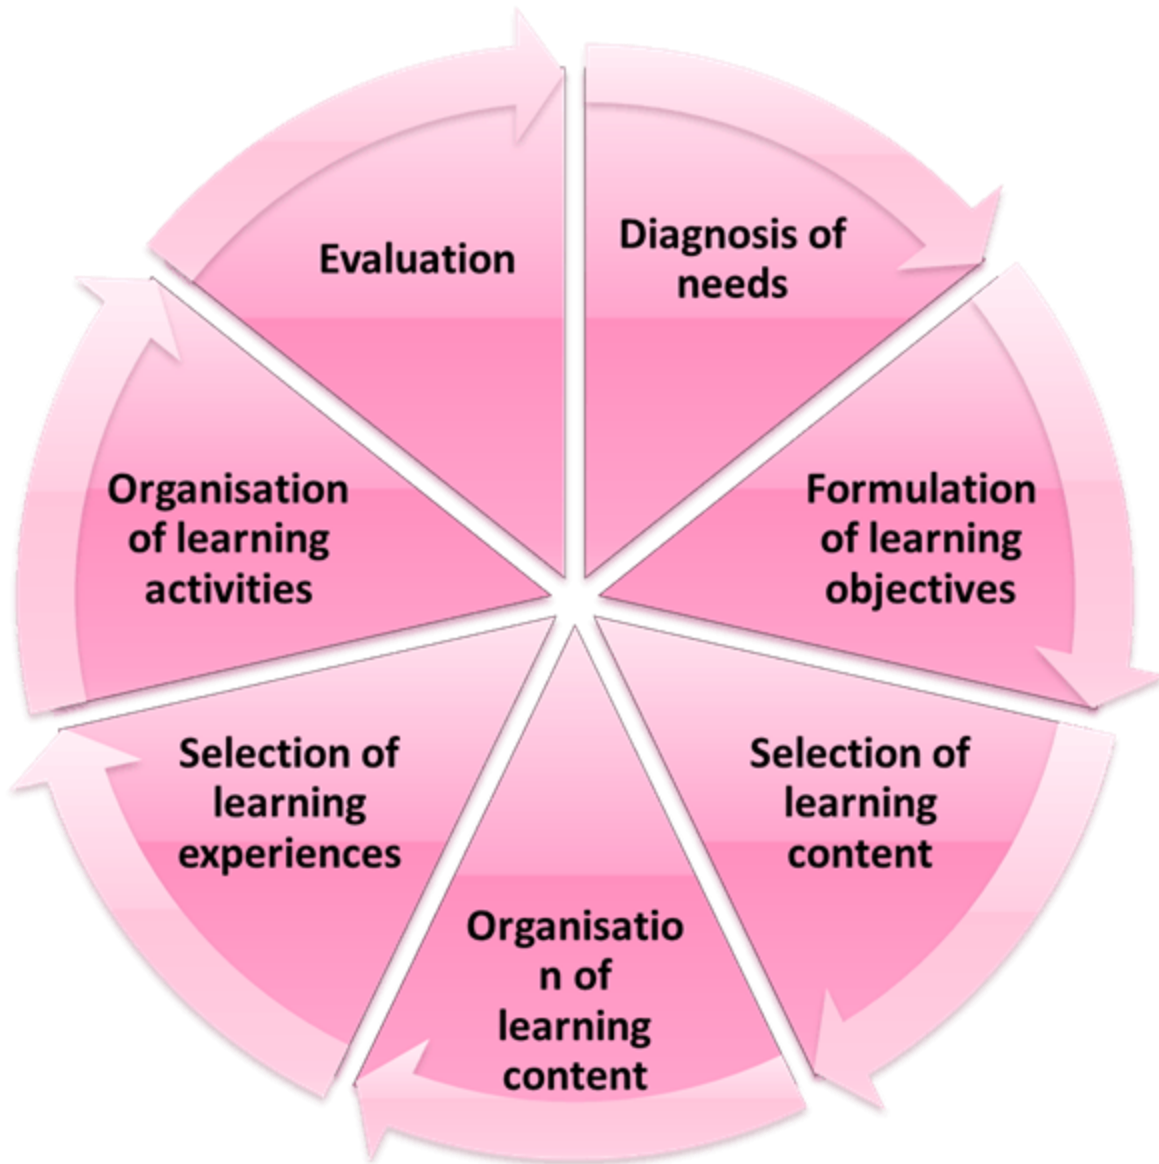 Diagnosis of
needs
Formulation
of learning
objectives
Selection of
learning
content
Organisatio
n of
learning
content
Selection of
learning
experiences
Organisation
of learning
activities
Evaluation